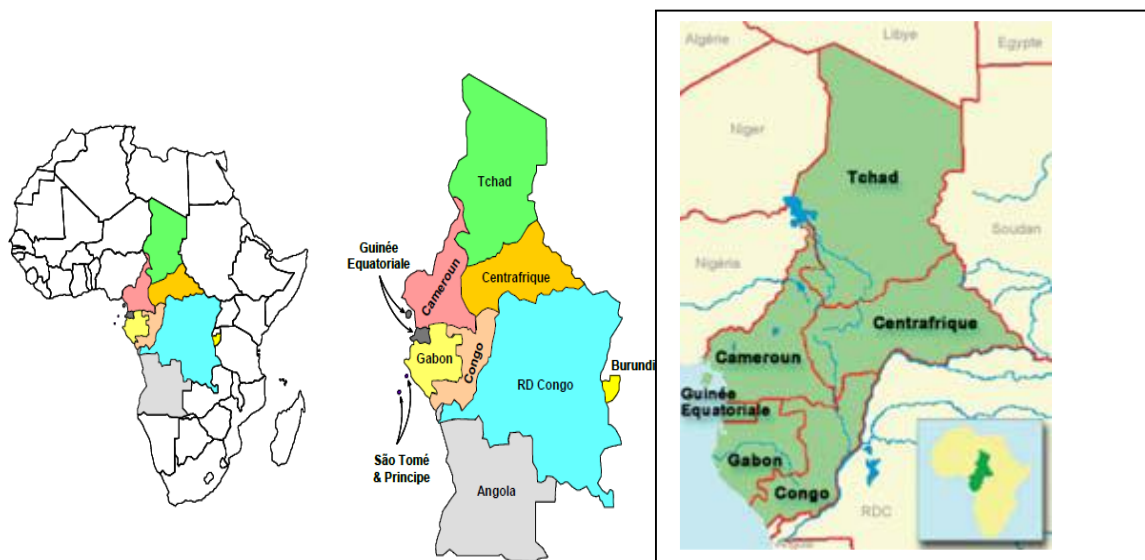 Tchad
Guinée
Equatoriale
Cameroun
Centrafrique
Gabon
Congo
RD Congo
Burundi
São Tomé
& Principe
Angola
Algérie
Libye
Egypte
Niger
Tchad
Soudan
Nigéria
Centrafrique
Cameroun
Guinée
Equatoriale
Gabon
Congo
RDC